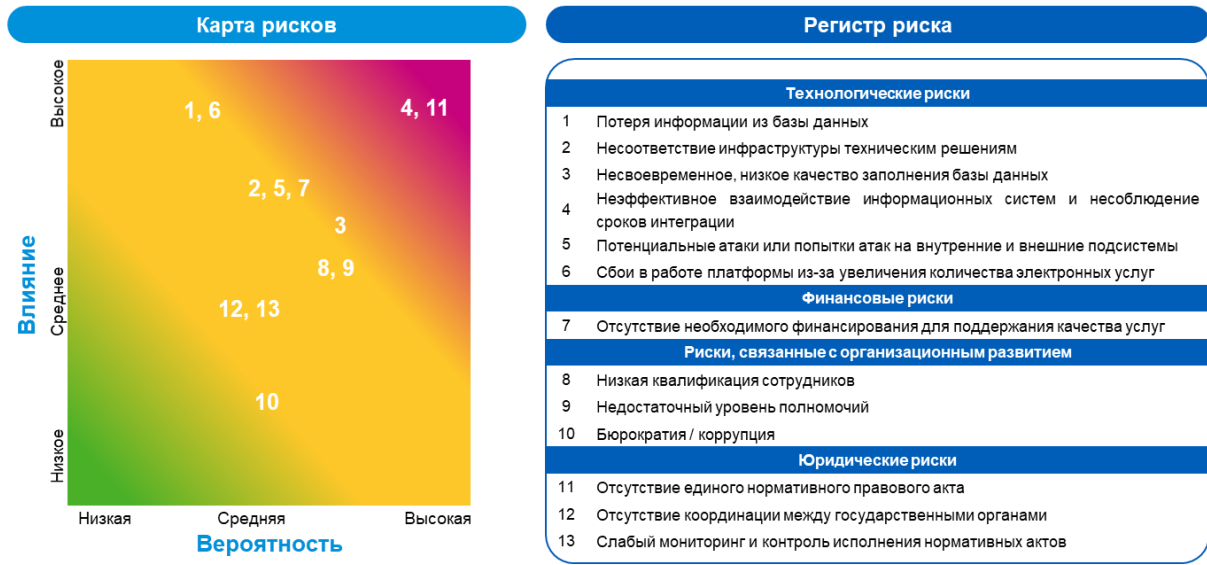 Карта рисков
Высокое
Среднее
Низкое
Влияние
1, 6
4, 11
2, 5, 7
3
8, 9
12, 13
10
Низкая
Средняя
Высокая
Вероятность
Регистр риска
Технологические риски
1 Потеря информации из базы данных
2 Несоответствие инфраструктуры техническим решениям
3 Несвоевременное, низкое качество заполнения базы данных
4 Неэффективное взаимодействие информационных систем и несоблюдение
сроков интеграции
5 Потенциальные атаки или попытки атак на внутренние и внешние подсистемы
6 Сбои в работе платформы из-за увеличения количества электронных услуг
Финансовые риски
7 Отсутствие необходимого финансирования для поддержания качества услуг
Риски, связанные с организационным развитием
8 Низкая квалификация сотрудников
9 Недостаточный уровень полномочий
10 Бюрократия / коррупция
Юридические риски
11 Отсутствие единого нормативного правового акта
12 Отсутствие координации между государственными органами
13 Слабый мониторинг и контроль исполнения нормативных актов